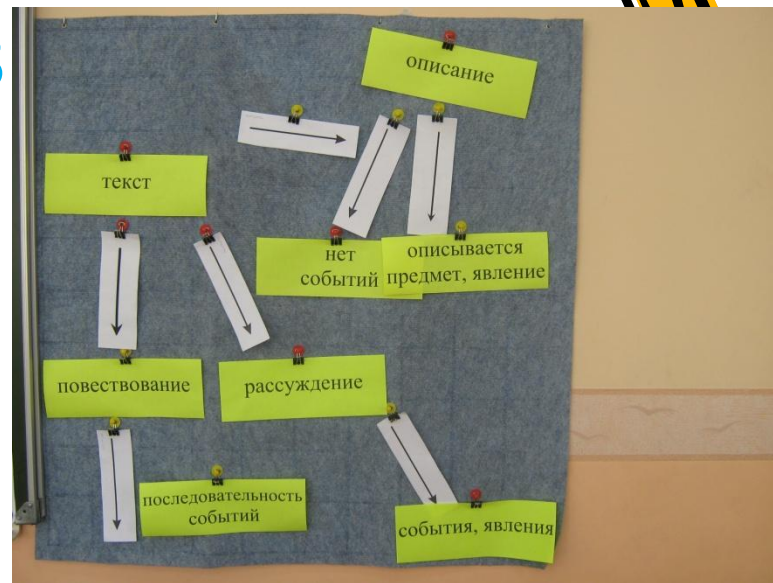 описание
текст
нет
событий
описывается
предмет, явление
повествование
рассуждение
последовательность
событий
события, явления